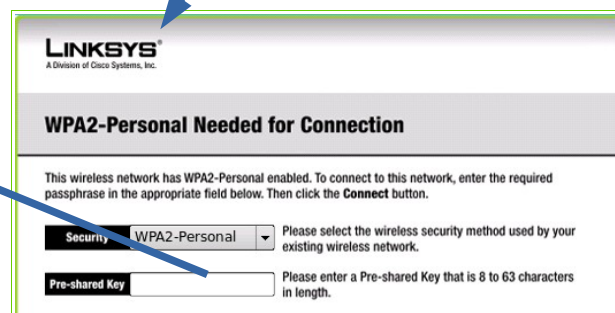 LINKSYS®
A Division of Cisco Systems, Inc.
WPA2-Personal Needed for Connection
This wireless network has WPA2-Personal enabled. To connect to this network, enter the required
passphrase in the appropriate field below. Then click the Connect button.
Security WPA2-Personal Please select the wireless security method used by your
existing wireless network.
Pre-shared Key Please enter a Pre-shared Key that is 8 to 63 characters
in length.